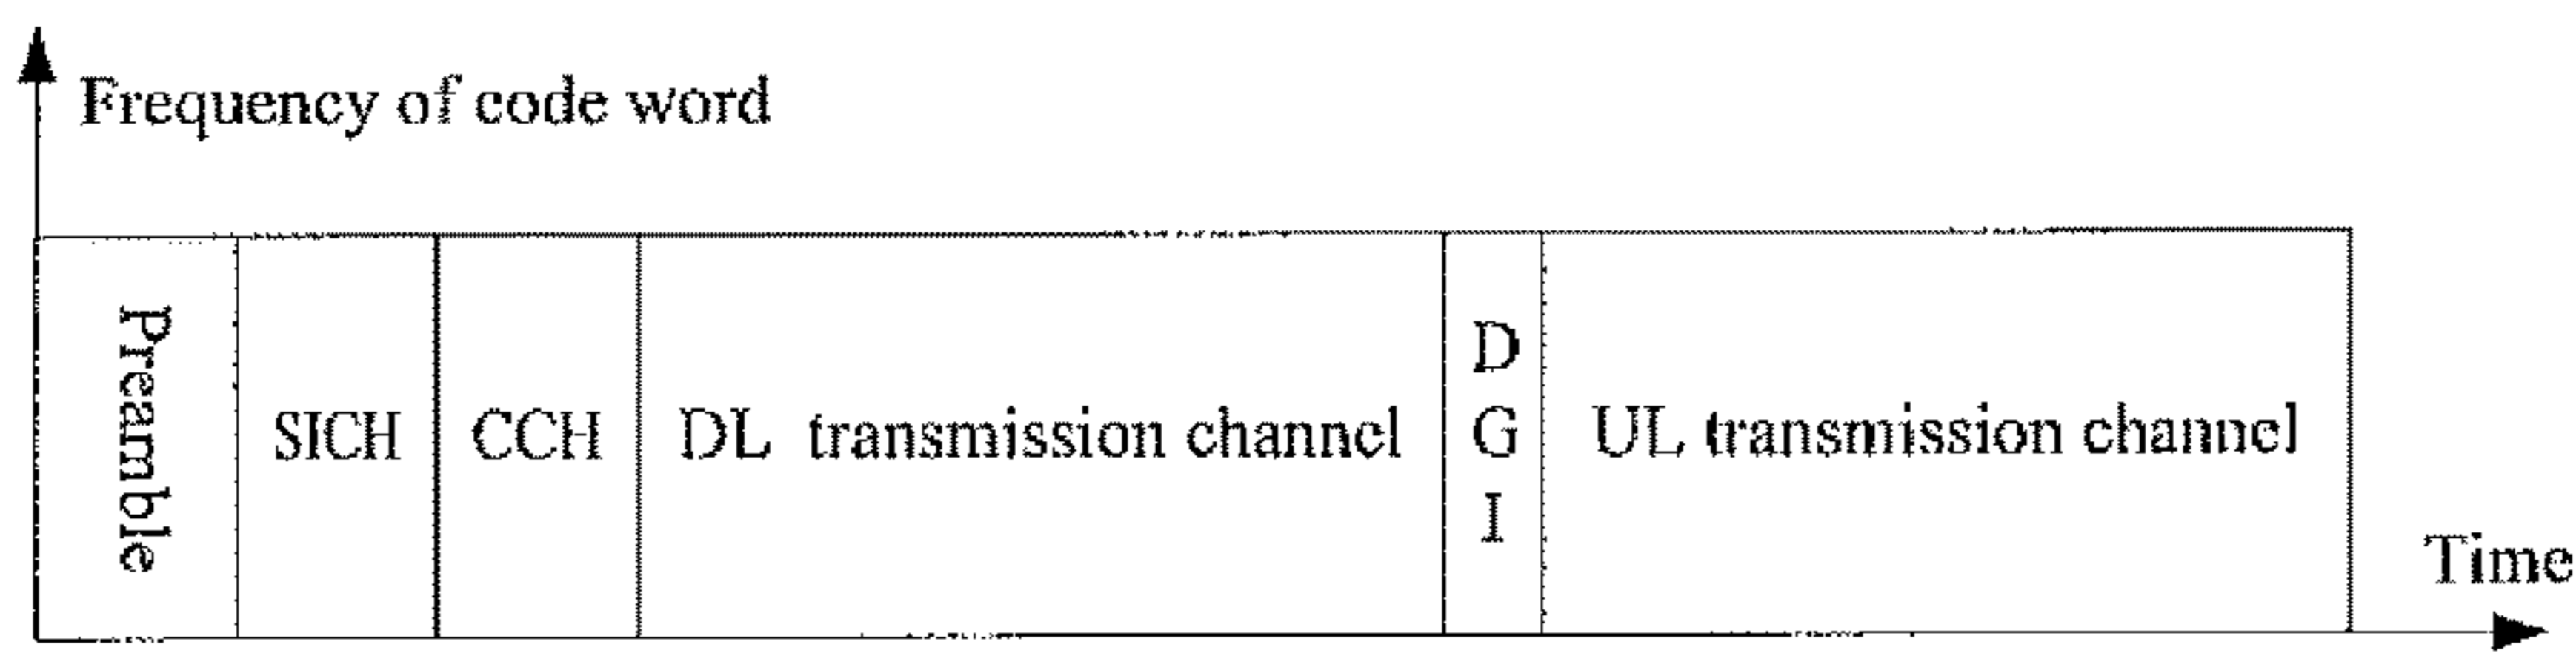 Frequency of code word
Preamble
SICH
CCH
DL transmission channel
D
G
I
UL transmission channel
Time